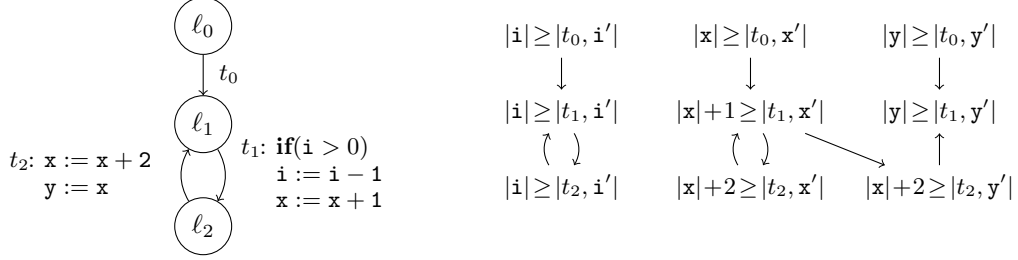 ℓ₀
t₀
ℓ₁
t₂: x := x + 2
y := x
t₁: if(i > 0)
i := i − 1
x := x + 1
ℓ₂
|i| ≥ |t₀, i′| |x| ≥ |t₀, x′| |y| ≥ |t₀, y′|
|i| ≥ |t₁, i′| |x|+1 ≥ |t₁, x′| |y| ≥ |t₁, y′|
|i| ≥ |t₂, i′| |x|+2 ≥ |t₂, x′| |x|+2 ≥ |t₂, y′|